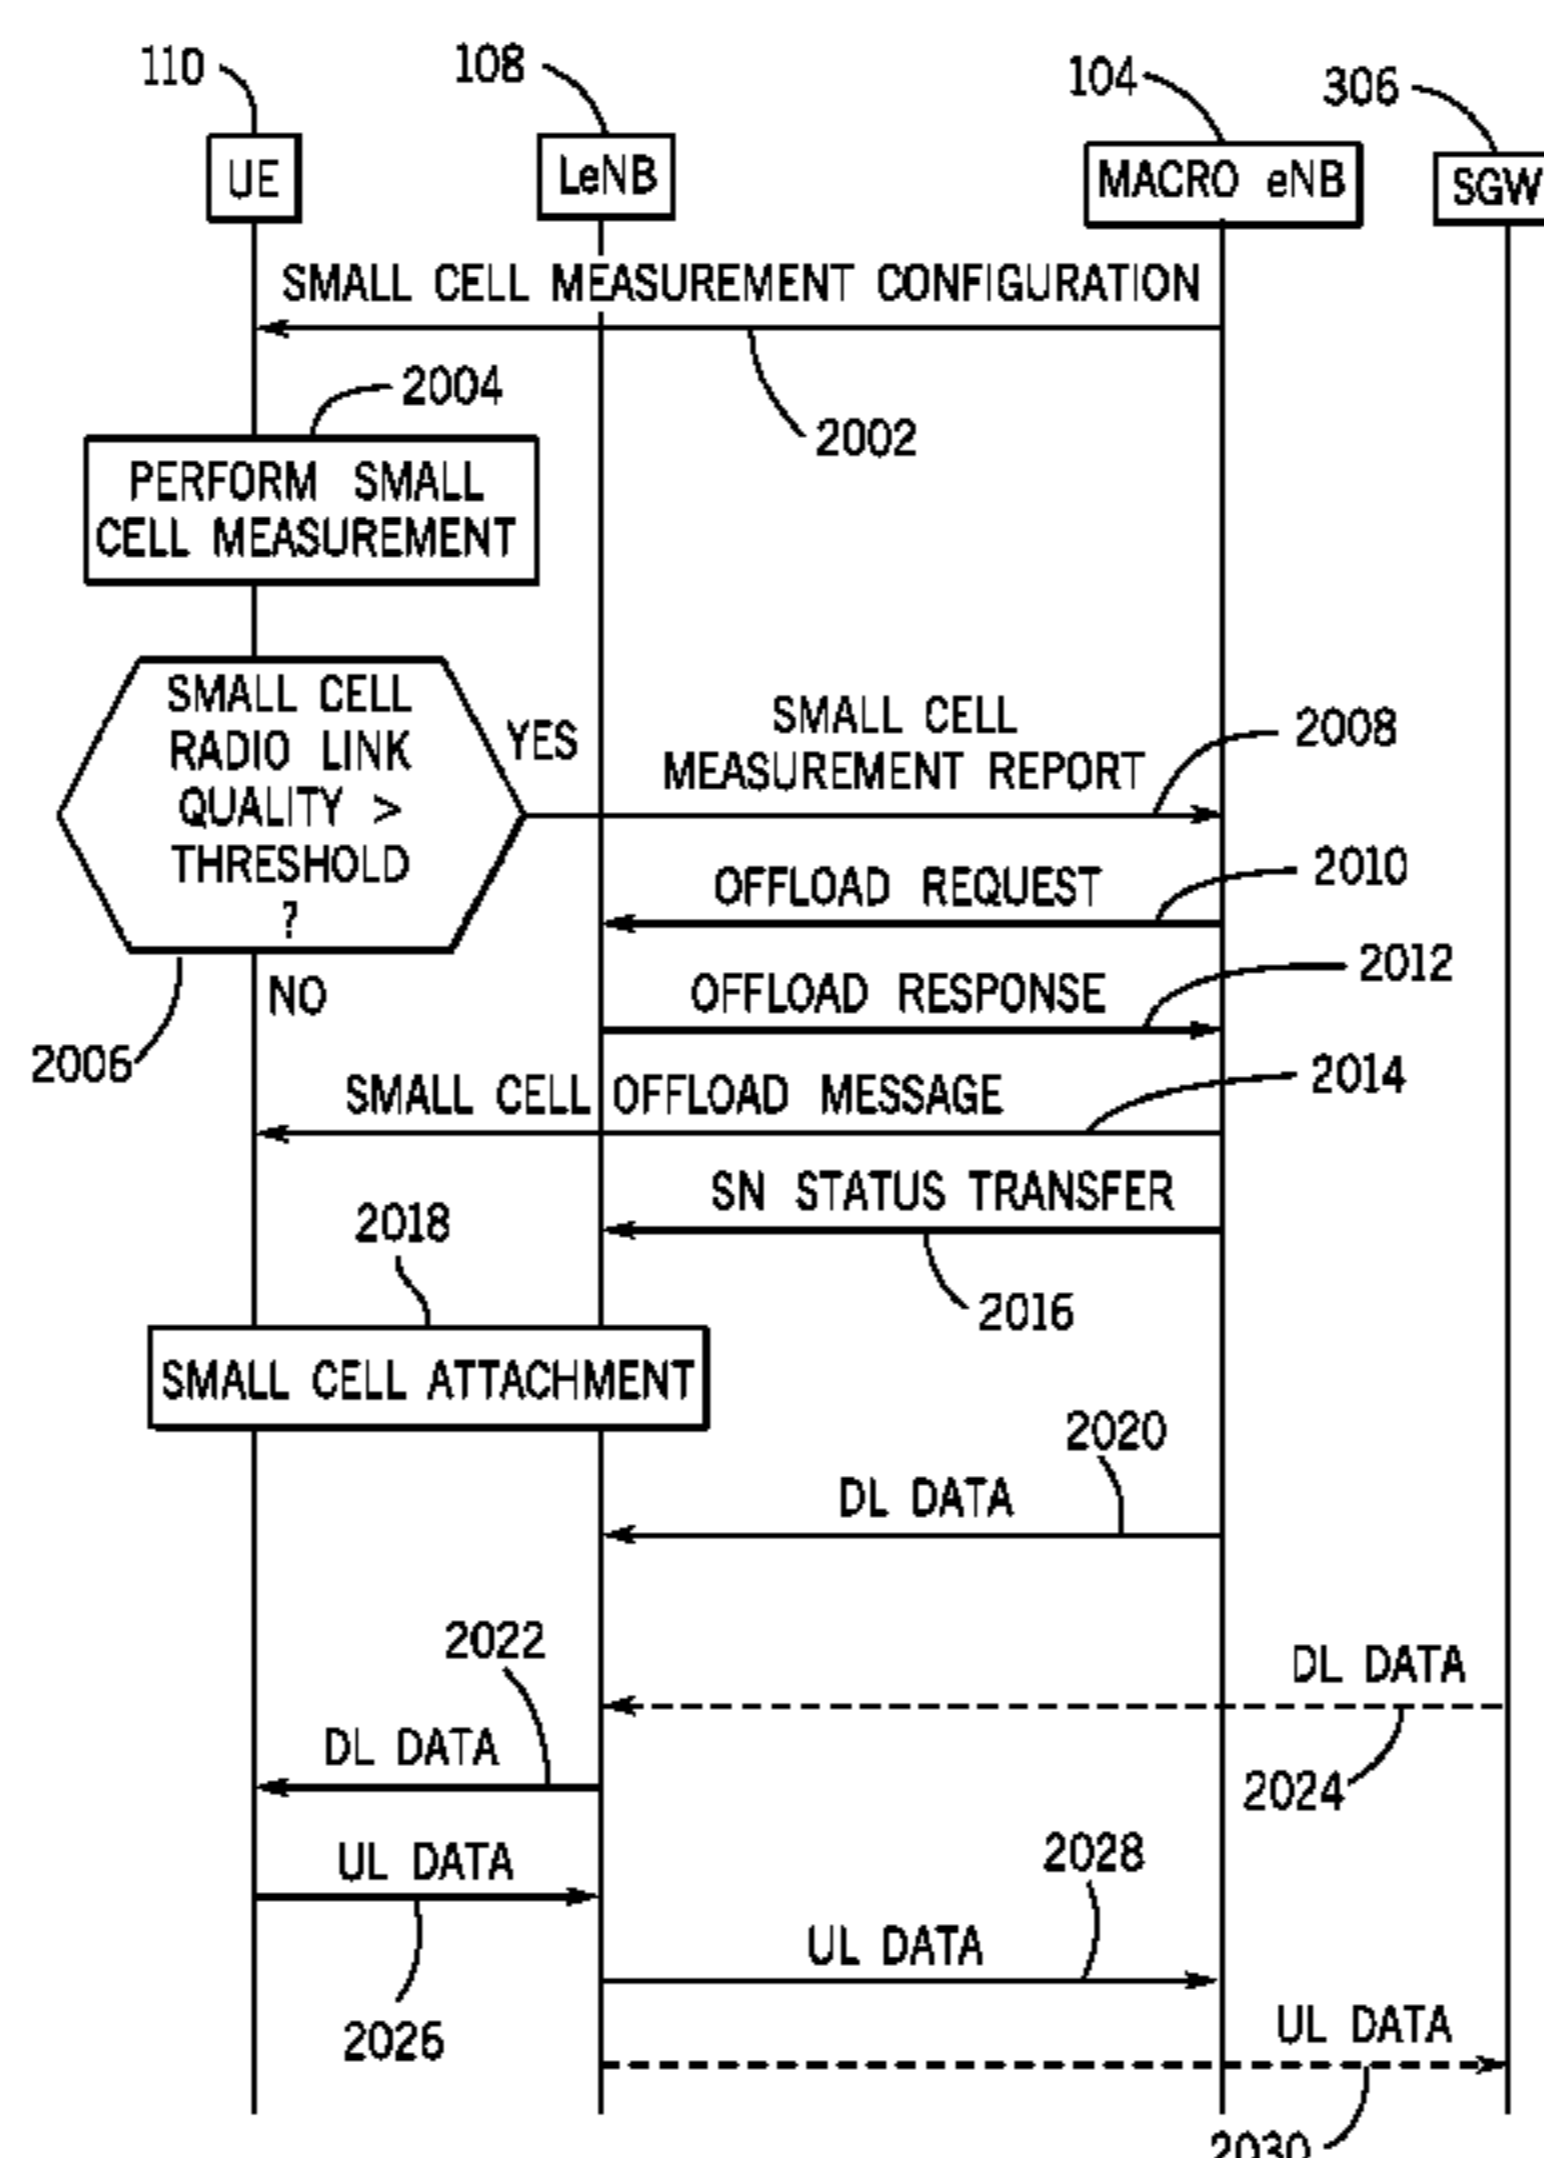 110
108
104
306
UE
LeNB
MACRO eNB
SGW
SMALL CELL MEASUREMENT CONFIGURATION
2004
2002
PERFORM SMALL
CELL MEASUREMENT
SMALL CELL
RADIO LINK
QUALITY >
THRESHOLD
?
YES
NO
2006
SMALL CELL
MEASUREMENT REPORT
2008
OFFLOAD REQUEST
2010
OFFLOAD RESPONSE
2012
SMALL CELL OFFLOAD MESSAGE
2014
SN STATUS TRANSFER
2016
2018
SMALL CELL ATTACHMENT
2020
DL DATA
2022
DL DATA
2024
DL DATA
UL DATA
2026
2028
UL DATA
UL DATA
2030